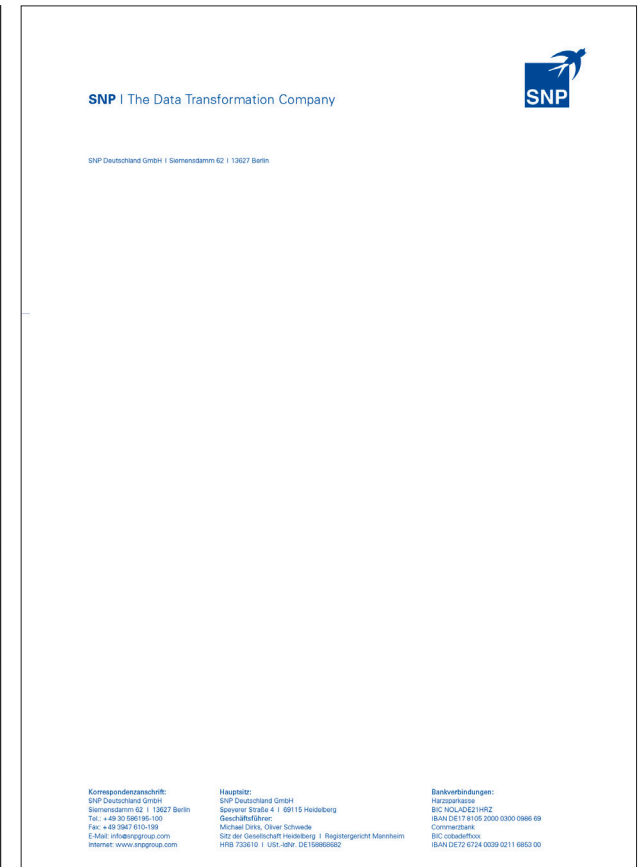 SNP
SNP | The Data Transformation Company
SNP Deutschland GmbH | Siemensdamm 62 | 13627 Berlin
Korrespondenzanschrift:
SNP Deutschland GmbH
Siemensdamm 62 | 13627 Berlin
Tel.: +49 30 586195-100
Fax: +49 3947 610-199
E-Mail: info@snpgroup.com
Internet: www.snpgroup.com
Hauptsitz:
SNP Deutschland GmbH
Speyerer Straße 4 | 69115 Heidelberg
Geschäftsführer:
Michael Dirks, Oliver Schwede
Sitz der Gesellschaft Heidelberg | Registergericht Mannheim
HRB 733610 | USt.-IdNr. DE158868682
Bankverbindungen:
Harzsparkasse
BIC NOLADE21HRZ
IBAN DE17 8105 2000 0300 0986 69
Commerzbank
BIC cobadeffxxx
IBAN DE72 6724 0039 0211 6853 00